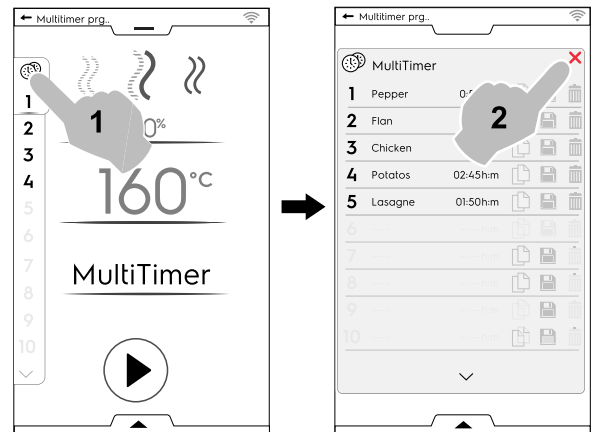 Multitimer prg..
1
2
3
4
5
6
7
8
9
10
1
0%
160°C
MultiTimer
Multitimer prg..
MultiTimer
1 Pepper
2 Flan
3 Chicken
4 Potatos 02:45h:m
5 Lasagne 01:50h:m
6
7
8
9
10
2